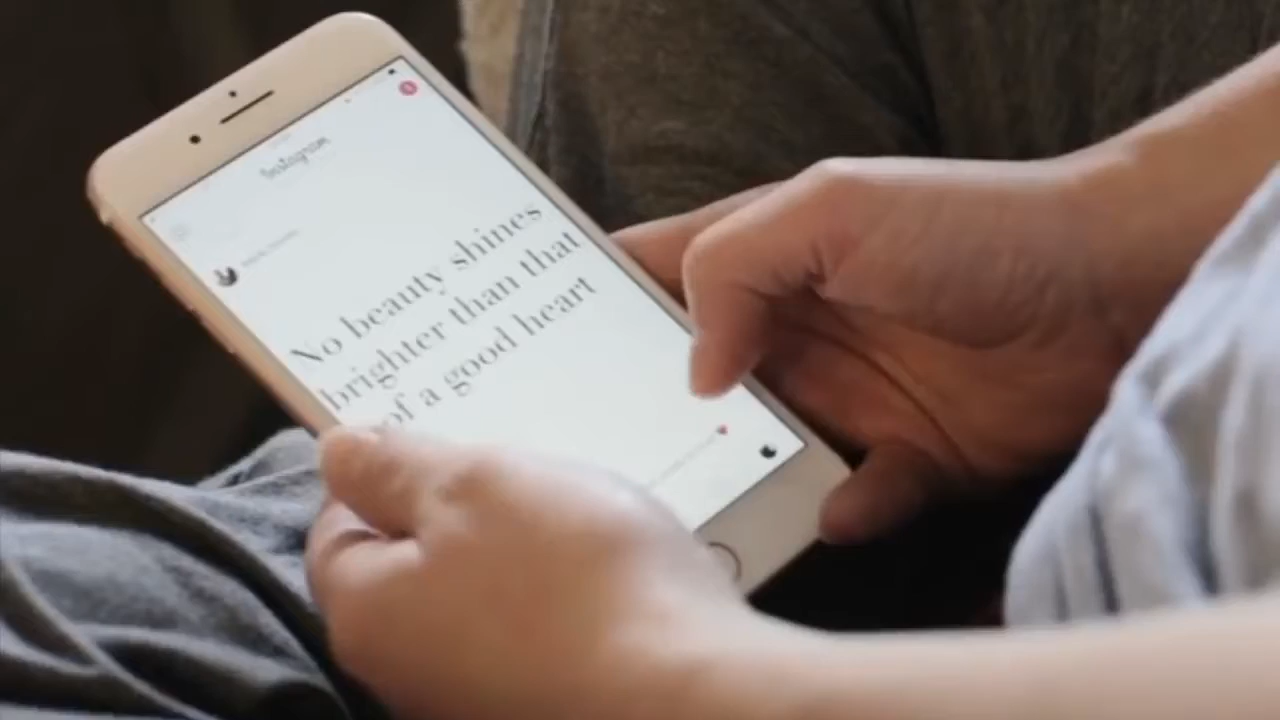 Instagram
No beauty shines
brighter than that
of a good heart